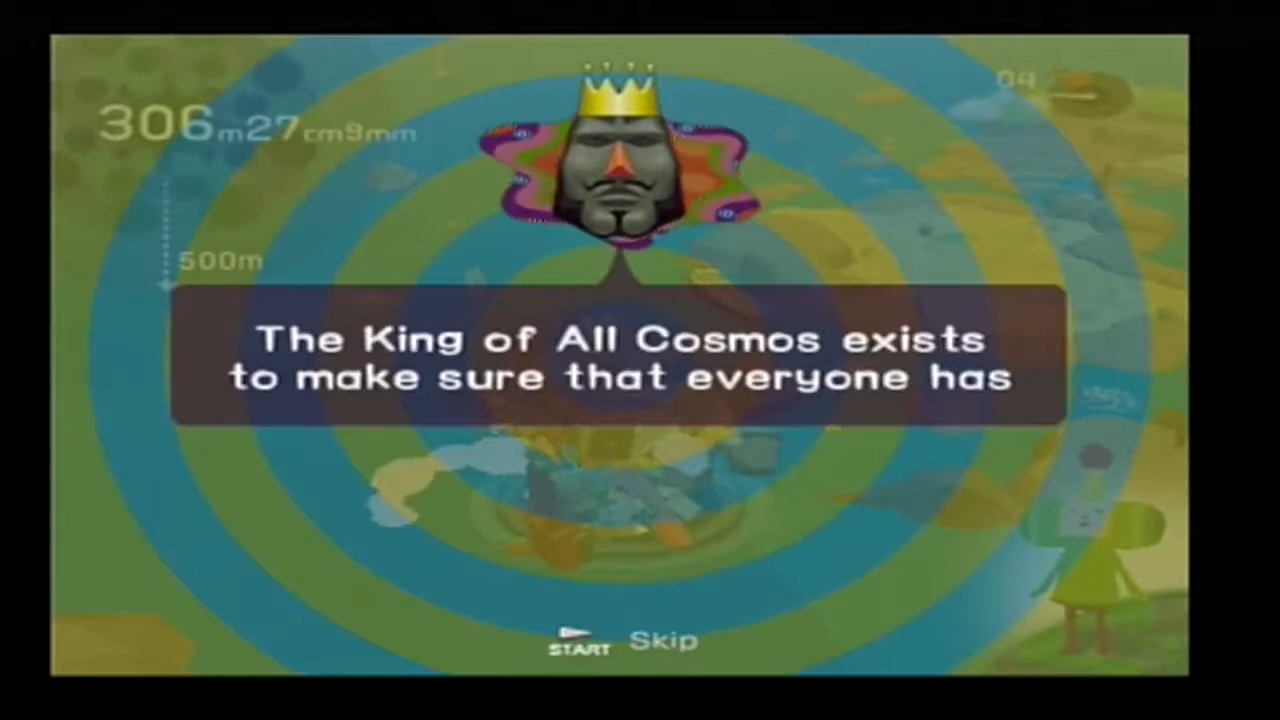 306m27cm9mm
04
500m
The King of All Cosmos exists
to make sure that everyone has
START Skip